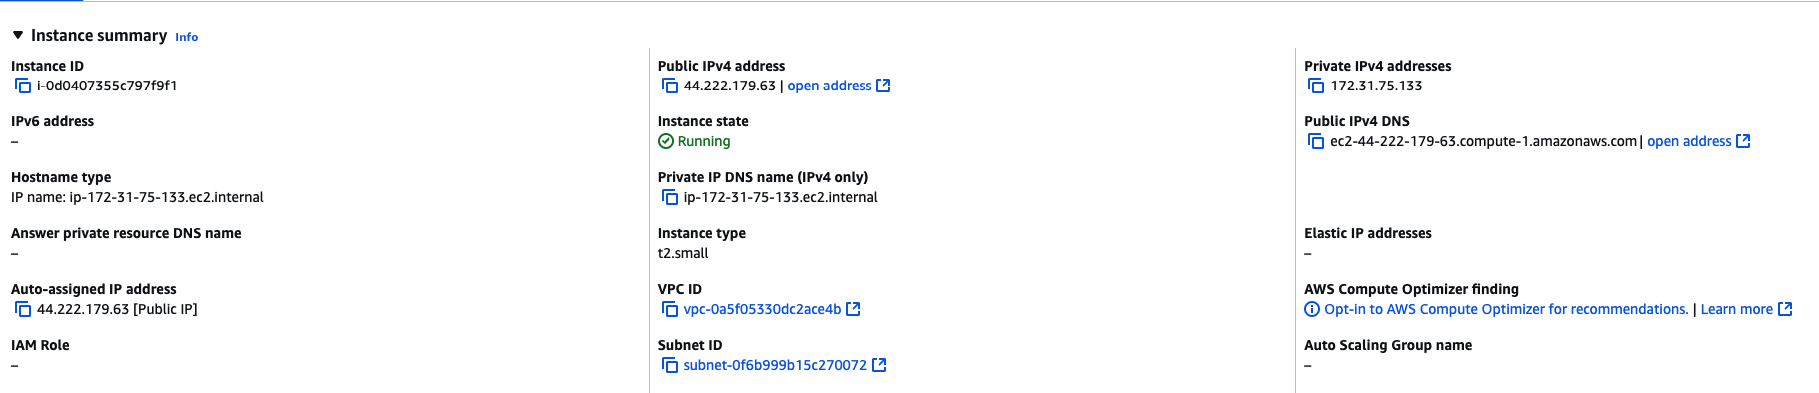 Instance summary Info
Instance ID
i-0d0407355c797f9f1
Public IPv4 address
44.222.179.63 | open address
Private IPv4 addresses
172.31.75.133
IPv6 address
–
Instance state
Running
Public IPv4 DNS
ec2-44-222-179-63.compute-1.amazonaws.com | open address
Hostname type
IP name: ip-172-31-75-133.ec2.internal
Private IP DNS name (IPv4 only)
ip-172-31-75-133.ec2.internal
Answer private resource DNS name
–
Instance type
t2.small
Elastic IP addresses
–
Auto-assigned IP address
44.222.179.63 [Public IP]
VPC ID
vpc-0a5f05330dc2ace4b
AWS Compute Optimizer finding
Opt-in to AWS Compute Optimizer for recommendations. | Learn more
IAM Role
–
Subnet ID
subnet-0f6b999b15c270072
Auto Scaling Group name
–